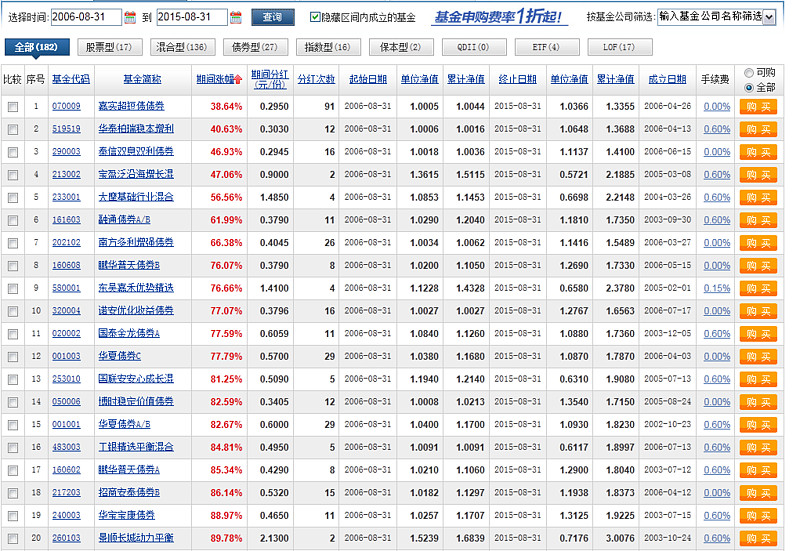 选择时间: 2006-08-31 到 2015-08-31 查询 隐藏区间内成立的基金 基金申购费率1折起! 按基金公司筛选: 输入基金公司名称筛选
全部(182) 股票型(17) 混合型(136) 债券型(27) 指数型(16) 保本型(2) QDII(0) ETF(4) LOF(17)
比较 序号 基金代码 基金简称 期间涨幅 期间分红(元/份) 分红次数 起始日期 单位净值 累计净值 终止日期 单位净值 累计净值 成立日期 手续费 可购 全部
1 070009 嘉实超短债债券 38.64% 0.2950 91 2006-08-31 1.0005 1.0044 2015-08-31 1.0366 1.3355 2006-04-26 0.00% 购买
2 519519 华泰柏瑞稳本增利 40.63% 0.3030 12 2006-08-31 1.0006 1.0016 2015-08-31 1.0648 1.3688 2006-04-13 0.60% 购买
3 290003 泰信双息双利债券 46.93% 0.2945 16 2006-08-31 1.0018 1.0036 2015-08-31 1.1137 1.4100 2006-06-15 0.00% 购买
4 213002 宝盈泛沿海增长混 47.06% 0.9000 2 2006-08-31 1.3615 1.5115 2015-08-31 0.5721 2.1885 2005-03-08 0.60% 购买
5 233001 大摩基础行业混合 56.56% 1.4850 4 2006-08-31 1.0853 1.1453 2015-08-31 0.6698 2.2148 2004-03-26 0.60% 购买
6 161603 融通债券A/B 61.99% 0.3790 11 2006-08-31 1.0290 1.2040 2015-08-31 1.1810 1.7350 2003-09-30 0.60% 购买
7 202102 南方多利增强债券 66.38% 0.4045 26 2006-08-31 1.0034 1.0062 2015-08-31 1.1416 1.5489 2006-03-27 0.00% 购买
8 160608 鹏华普天债券B 76.07% 0.3790 8 2006-08-31 1.0200 1.1050 2015-08-31 1.2690 1.7330 2006-05-15 0.00% 购买
9 580001 东吴嘉禾优势精选 76.66% 1.4100 4 2006-08-31 1.1228 1.4328 2015-08-31 0.6580 2.3780 2005-02-01 0.15% 购买
10 320004 诺安优化收益债券 77.07% 0.3796 16 2006-08-31 1.0027 1.0027 2015-08-31 1.2767 1.6563 2006-07-17 0.00% 购买
11 020002 国泰金龙债券A 77.59% 0.6059 11 2006-08-31 1.0840 1.1260 2015-08-31 1.0880 1.7360 2003-12-05 0.60% 购买
12 001003 华夏债券C 77.79% 0.5700 29 2006-08-31 1.0380 1.1680 2015-08-31 1.0870 1.7870 2006-04-03 0.00% 购买
13 253010 国联安安心成长混 81.25% 0.5090 5 2006-08-31 1.1940 1.2140 2015-08-31 0.6310 1.9080 2005-07-13 0.60% 购买
14 050006 博时稳定价值债券 82.59% 0.3405 12 2006-08-31 1.0008 1.0213 2015-08-31 1.3540 1.7150 2005-08-24 0.00% 购买
15 001001 华夏债券A/B 82.67% 0.6000 29 2006-08-31 1.0400 1.1700 2015-08-31 1.0930 1.8230 2002-10-23 0.60% 购买
16 483003 工银精选平衡混合 84.81% 0.4950 5 2006-08-31 1.0091 1.0091 2015-08-31 0.6117 1.8997 2006-07-13 0.60% 购买
17 160602 鹏华普天债券A 85.34% 0.4290 8 2006-08-31 1.0210 1.1060 2015-08-31 1.2900 1.8040 2003-07-12 0.60% 购买
18 217203 招商安泰债券B 86.14% 0.5320 15 2006-08-31 1.0182 1.1297 2015-08-31 1.1938 1.8373 2003-04-12 0.00% 购买
19 240003 华宝宝康债券 88.97% 0.4650 11 2006-08-31 1.0257 1.1707 2015-08-31 1.3125 1.9225 2003-07-15 0.60% 购买
20 260103 景顺长城动力平衡 89.78% 2.1300 2 2006-08-31 1.5239 1.6839 2015-08-31 0.7176 3.0076 2003-10-24 0.60% 购买